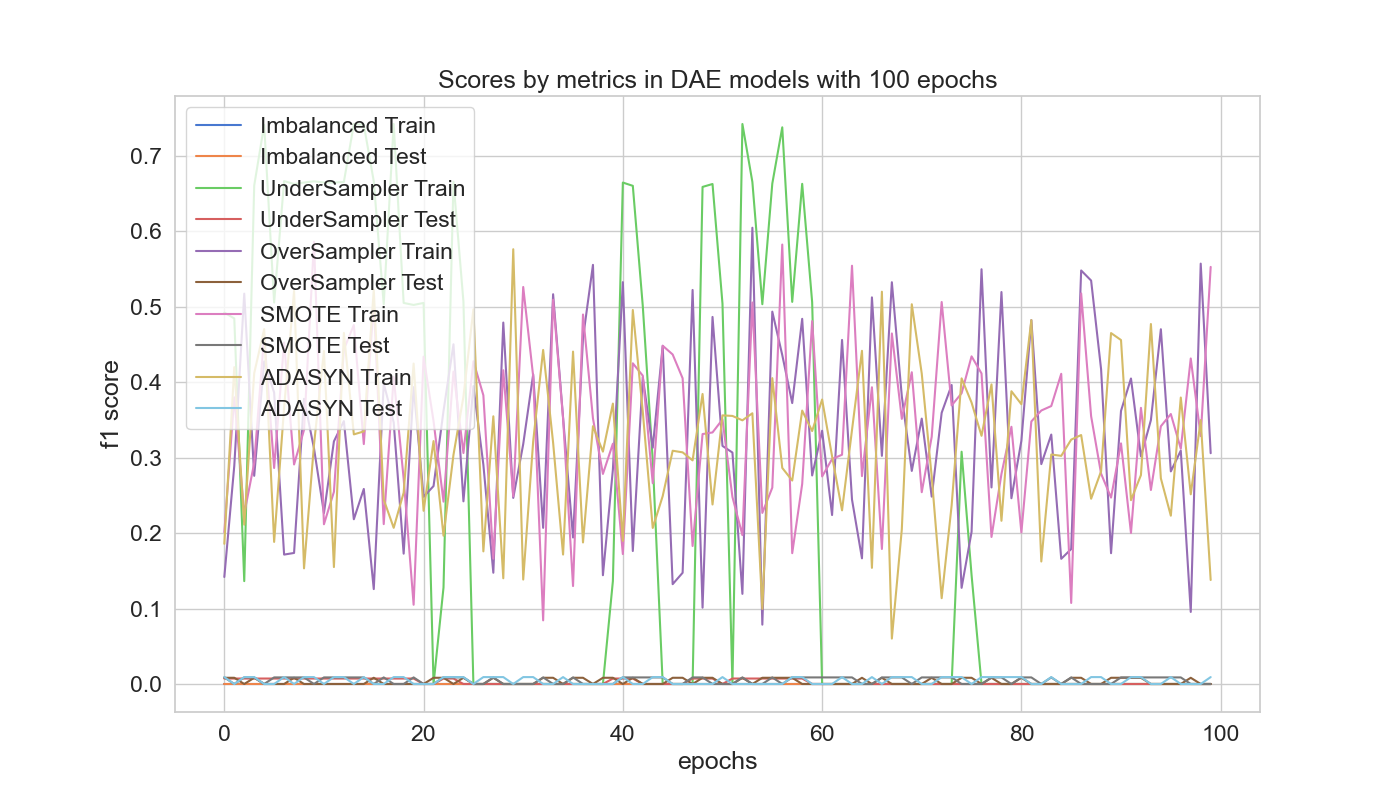 Scores by metrics in DAE models with 100 epochs
Imbalanced Train
Imbalanced Test
UnderSampler Train
UnderSampler Test
OverSampler Train
OverSampler Test
SMOTE Train
SMOTE Test
ADASYN Train
ADASYN Test
f1 score
0.7
0.6
0.5
0.4
0.3
0.2
0.1
0.0
0 20 40 60 80 100
epochs